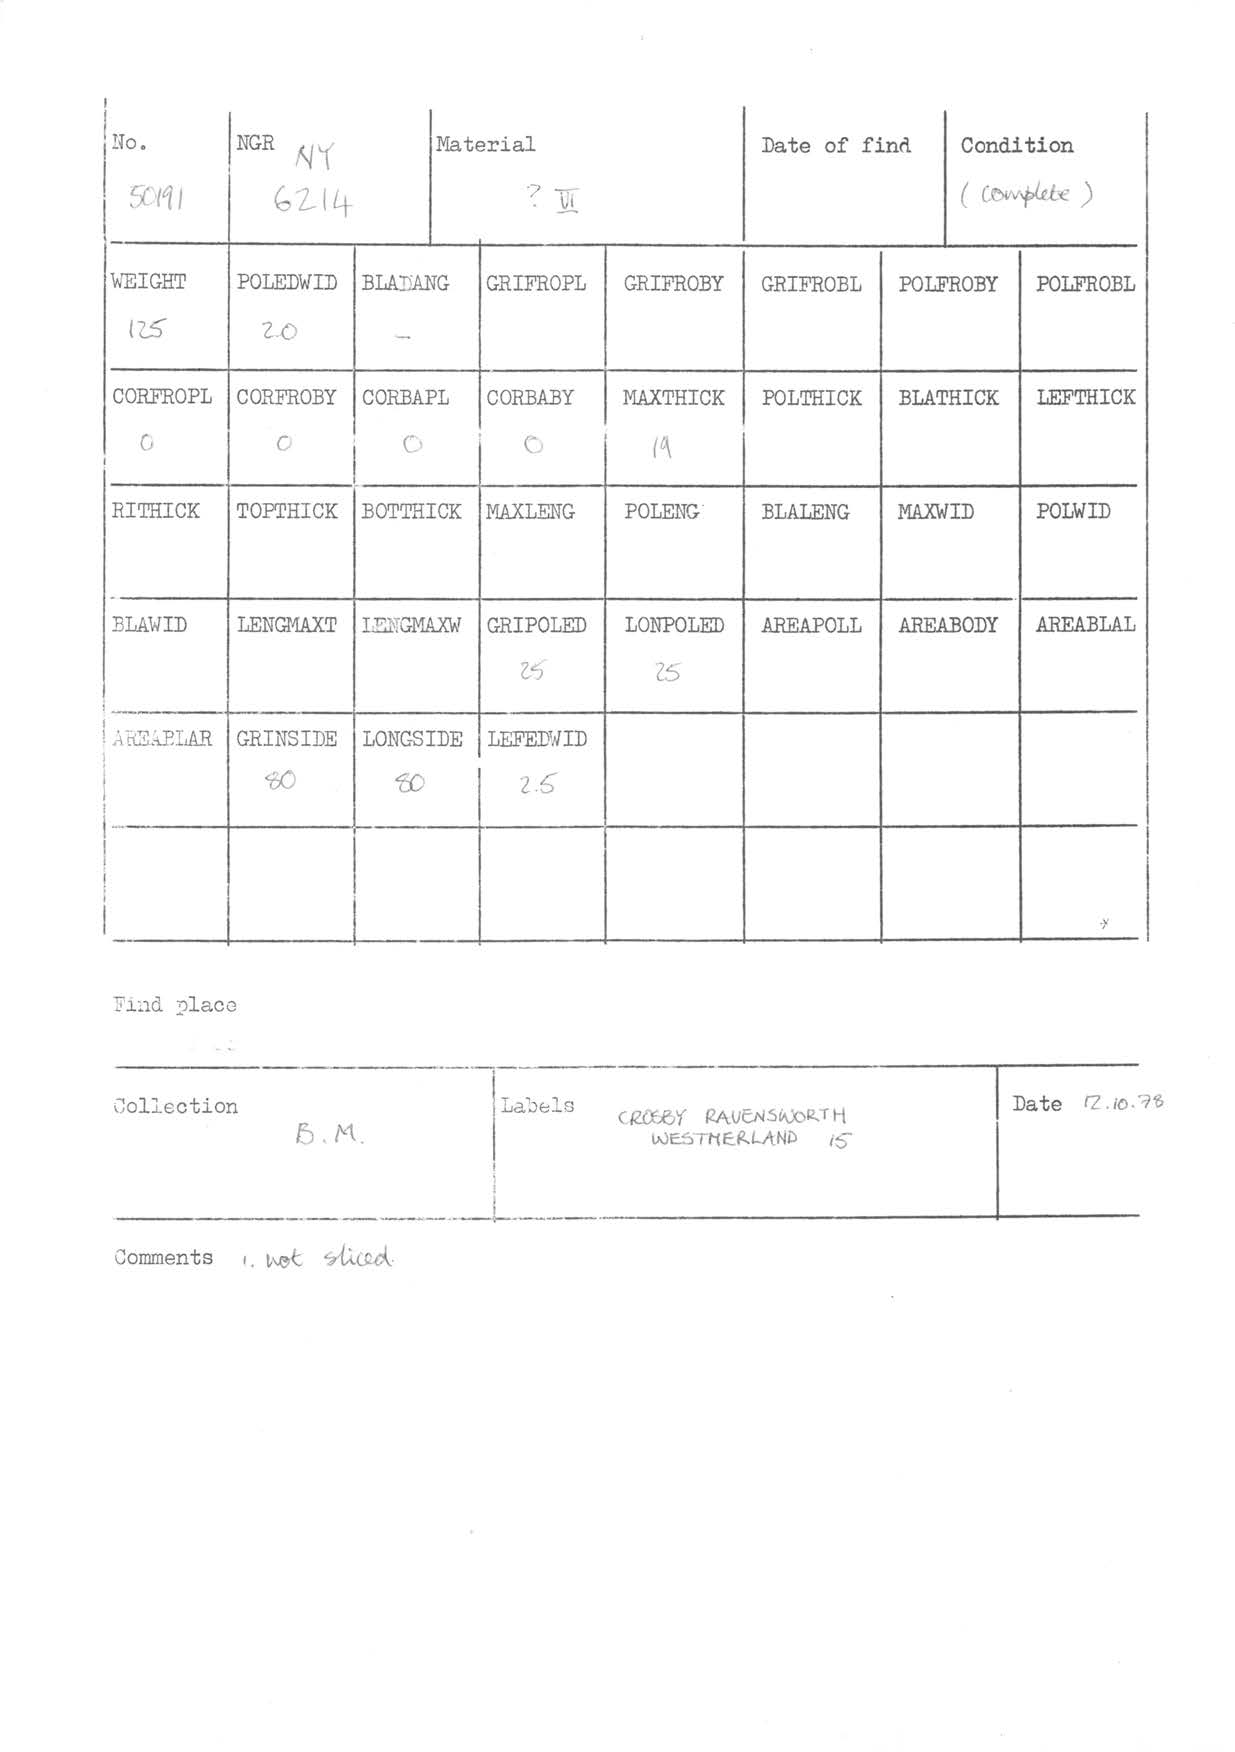 No. NGR NY Material Date of find Condition
50191 6214 ? VI (complete)
WEIGHT POLEDWID BLADANG GRIFROPL GRIFROBY GRIFROBL POLFROBY POLFROBL
125 2.0 –
CORFROPL CORFROBY CORBAPL CORBABY MAXTHICK POLTHICK BLATHICK LEFTHICK
0 0 0 0 19
RITHICK TOPTHICK BOTTHICK MAXLENG POLENG BLALENG MAXWID POLWID
BLAWID LENGMAXT LENGMAXW GRIPOLED LONPOLED AREAPOLL AREABODY AREABLAL
25 25
AREABLAR GRINSIDE LONGSIDE LEFEDWID
80 80 2.5
Find place
Collection Labels CROSBY RAVENSWORTH Date 12.10.78
B.M. WESTMERLAND 15
Comments 1. not sliced.